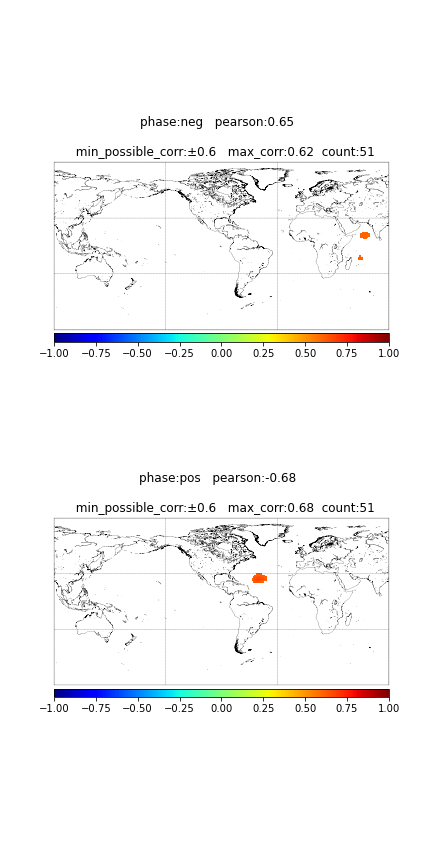 phase:neg   pearson:0.65
min_possible_corr:±0.6   max_corr:0.62  count:51
−1.00 −0.75 −0.50 −0.25 0.00 0.25 0.50 0.75 1.00
phase:pos   pearson:-0.68
min_possible_corr:±0.6   max_corr:0.68  count:51
−1.00 −0.75 −0.50 −0.25 0.00 0.25 0.50 0.75 1.00